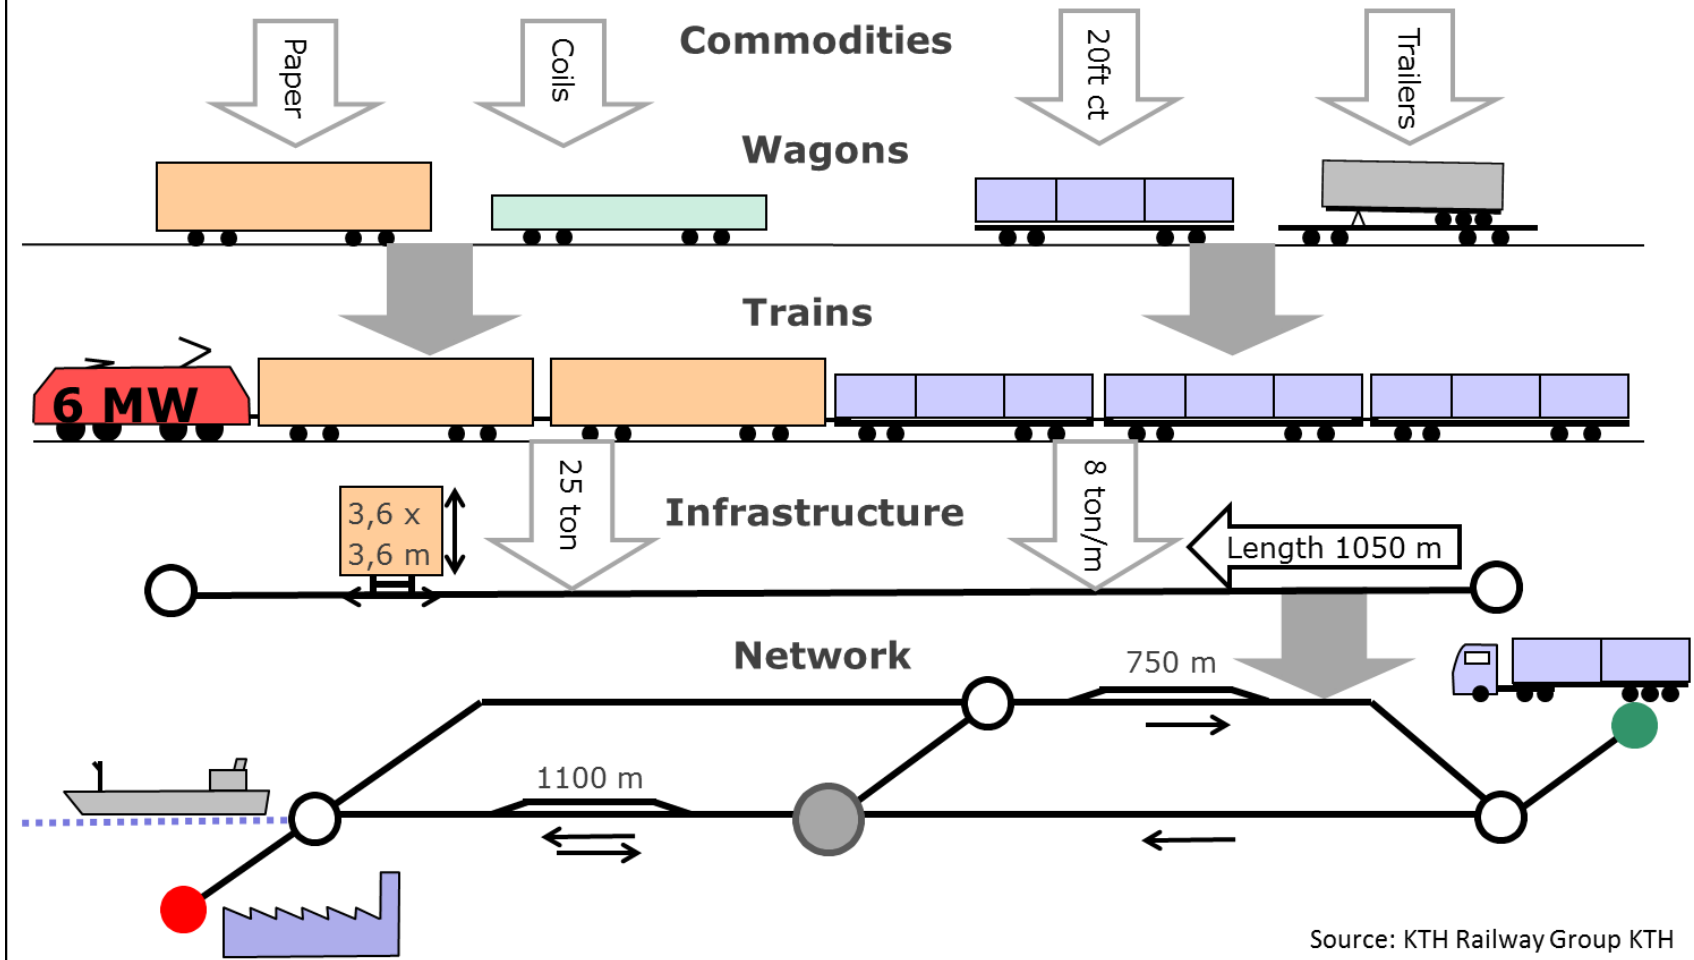 Commodities
Paper
Coils
20ft ct
Trailers
Wagons
Trains
6 MW
25 ton
8 ton/m
Infrastructure
3,6 x
3,6 m
Length 1050 m
Network
750 m
1100 m
Source: KTH Railway Group KTH